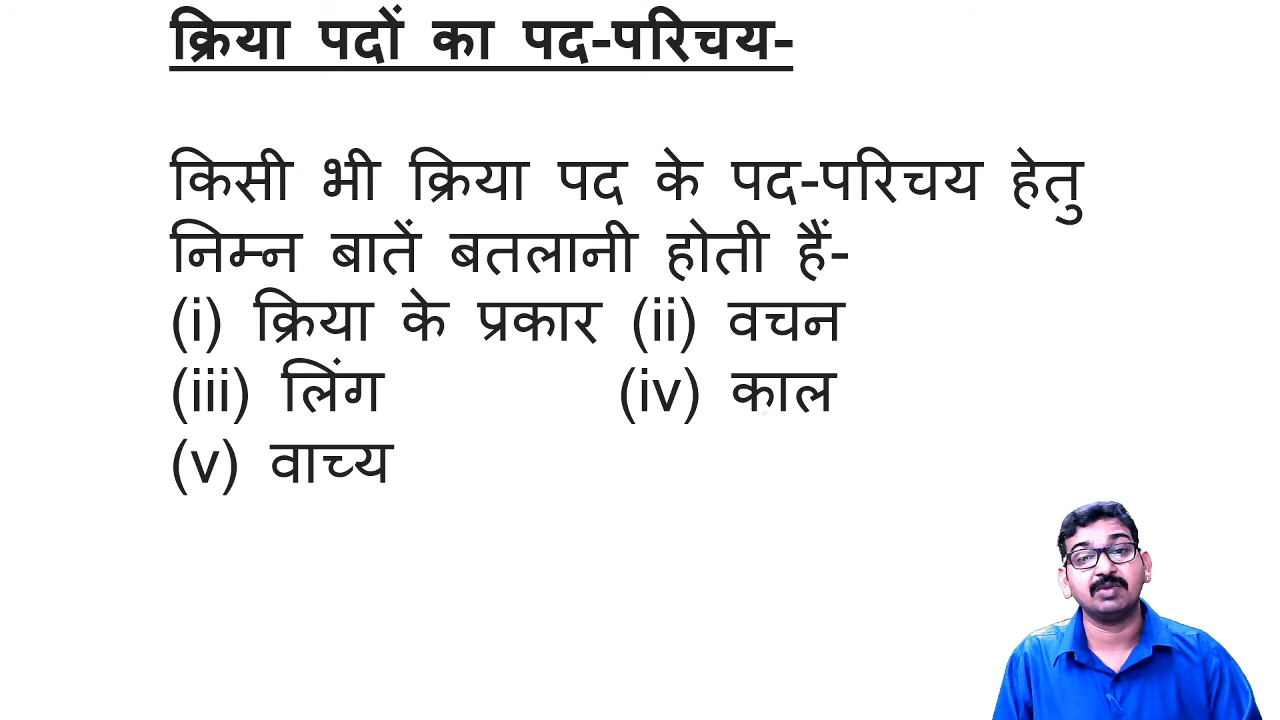 क्रिया पदों का पद-परिचय-
किसी भी क्रिया पद के पद-परिचय हेतु
निम्न बातें बतलानी होती हैं-
(i) क्रिया के प्रकार (ii) वचन
(iii) लिंग (iv) काल
(v) वाच्य